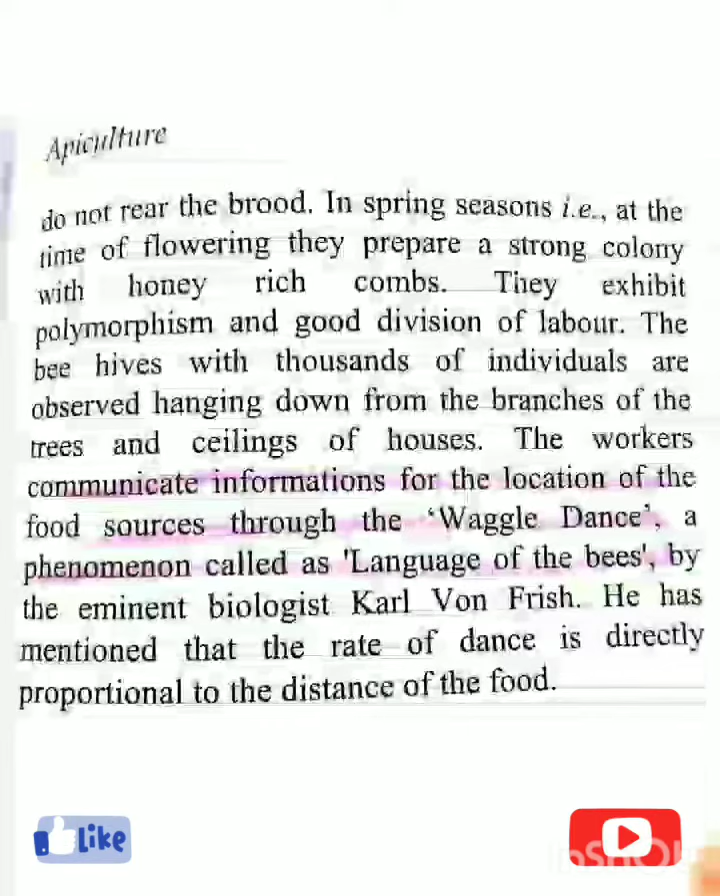 Apiculture
do not rear the brood. In spring seasons i.e., at the
time of flowering they prepare a strong colony
with honey rich combs. They exhibit
polymorphism and good division of labour. The
bee hives with thousands of individuals are
observed hanging down from the branches of the
trees and ceilings of houses. The workers
communicate informations for the location of the
food sources through the 'Waggle Dance', a
phenomenon called as 'Language of the bees', by
the eminent biologist Karl Von Frish. He has
mentioned that the rate of dance is directly
proportional to the distance of the food.
like